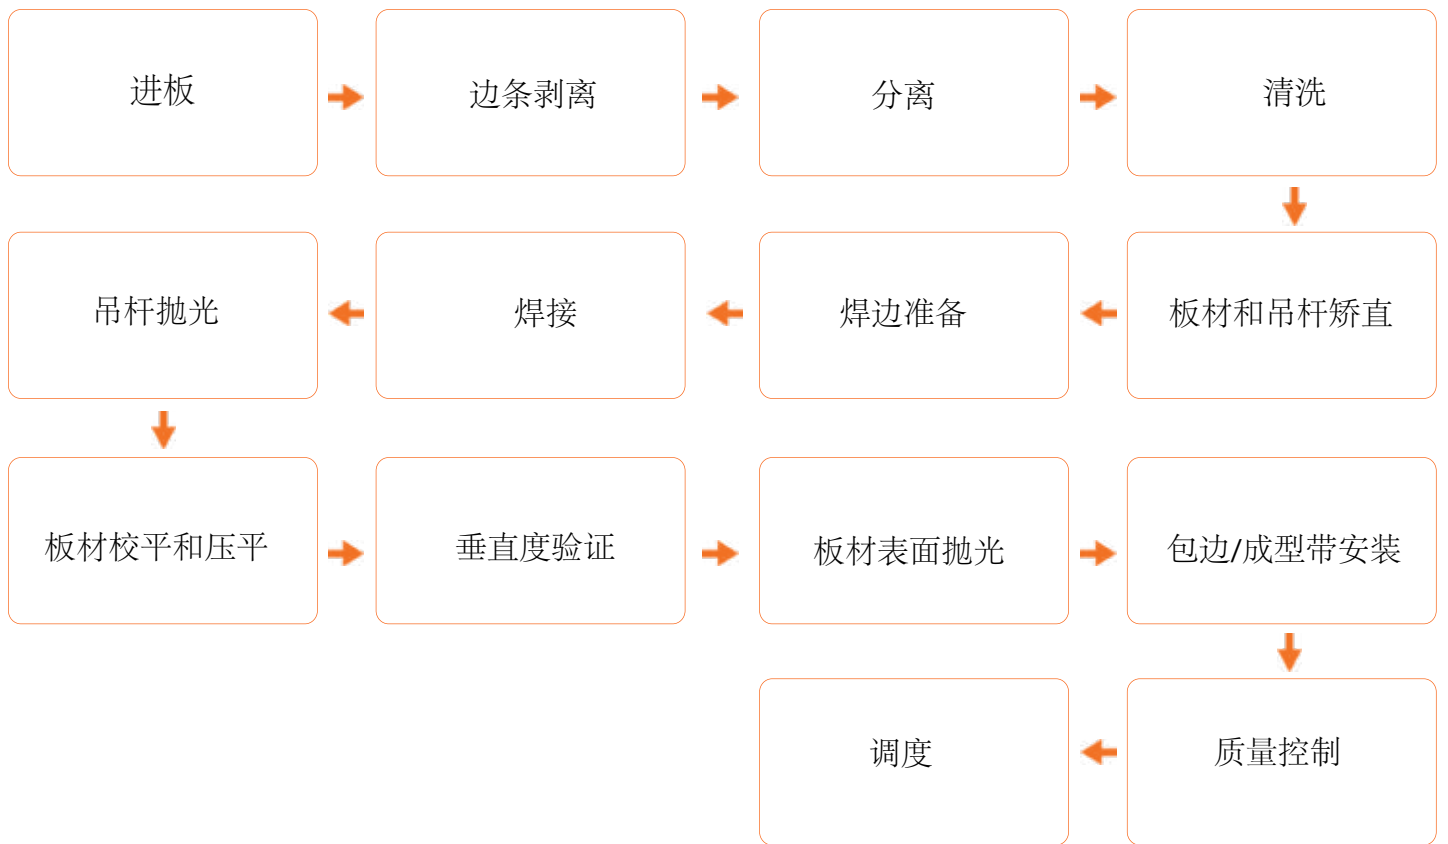 进板
边条剥离
分离
清洗
吊杆抛光
焊接
焊边准备
板材和吊杆矫直
板材校平和压平
垂直度验证
板材表面抛光
包边/成型带安装
调度
质量控制